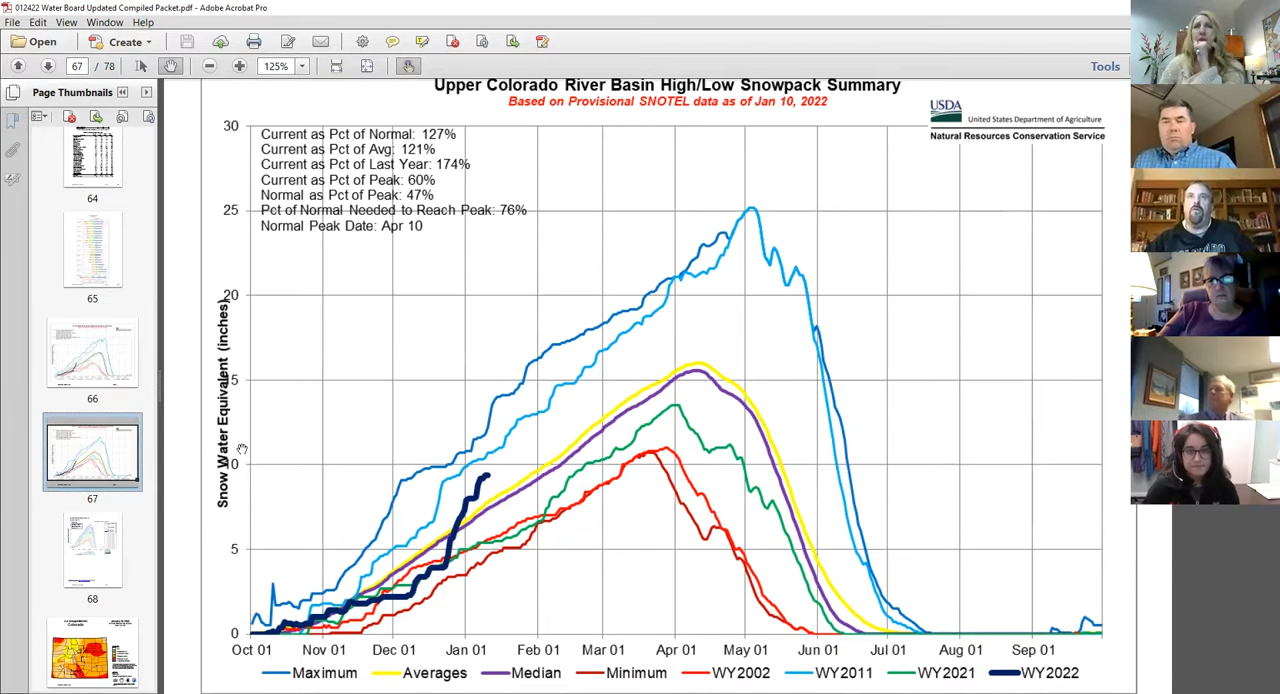 012422 Water Board Updated Compiled Packet.pdf - Adobe Acrobat Pro
File Edit View Window Help
Open Create
67 / 78 125% Tools
Page Thumbnails
64
65
66
67
68
Upper Colorado River Basin High/Low Snowpack Summary
Based on Provisional SNOTEL data as of Jan 10, 2022
USDA United States Department of Agriculture
Natural Resources Conservation Service
Current as Pct of Normal: 127%
Current as Pct of Avg: 121%
Current as Pct of Last Year: 174%
Current as Pct of Peak: 60%
Normal as Pct of Peak: 47%
Pct of Normal Needed to Reach Peak: 76%
Normal Peak Date: Apr 10
Snow Water Equivalent (inches)
30
25
20
15
10
5
0
Oct 01 Nov 01 Dec 01 Jan 01 Feb 01 Mar 01 Apr 01 May 01 Jun 01 Jul 01 Aug 01 Sep 01
Maximum Averages Median Minimum WY2002 WY2011 WY2021 WY2022